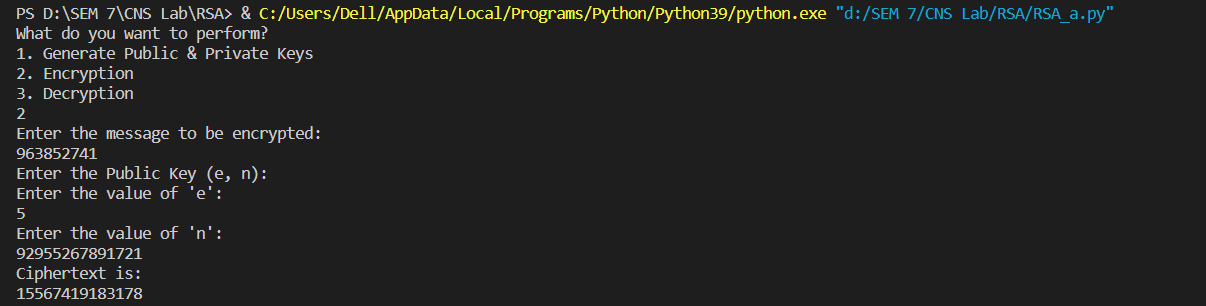 PS D:\SEM 7\CNS Lab\RSA> & C:/Users/Dell/AppData/Local/Programs/Python/Python39/python.exe "d:/SEM 7/CNS Lab/RSA/RSA_a.py"
What do you want to perform?
1. Generate Public & Private Keys
2. Encryption
3. Decryption
2
Enter the message to be encrypted:
963852741
Enter the Public Key (e, n):
Enter the value of 'e':
5
Enter the value of 'n':
92955267891721
Ciphertext is:
15567419183178